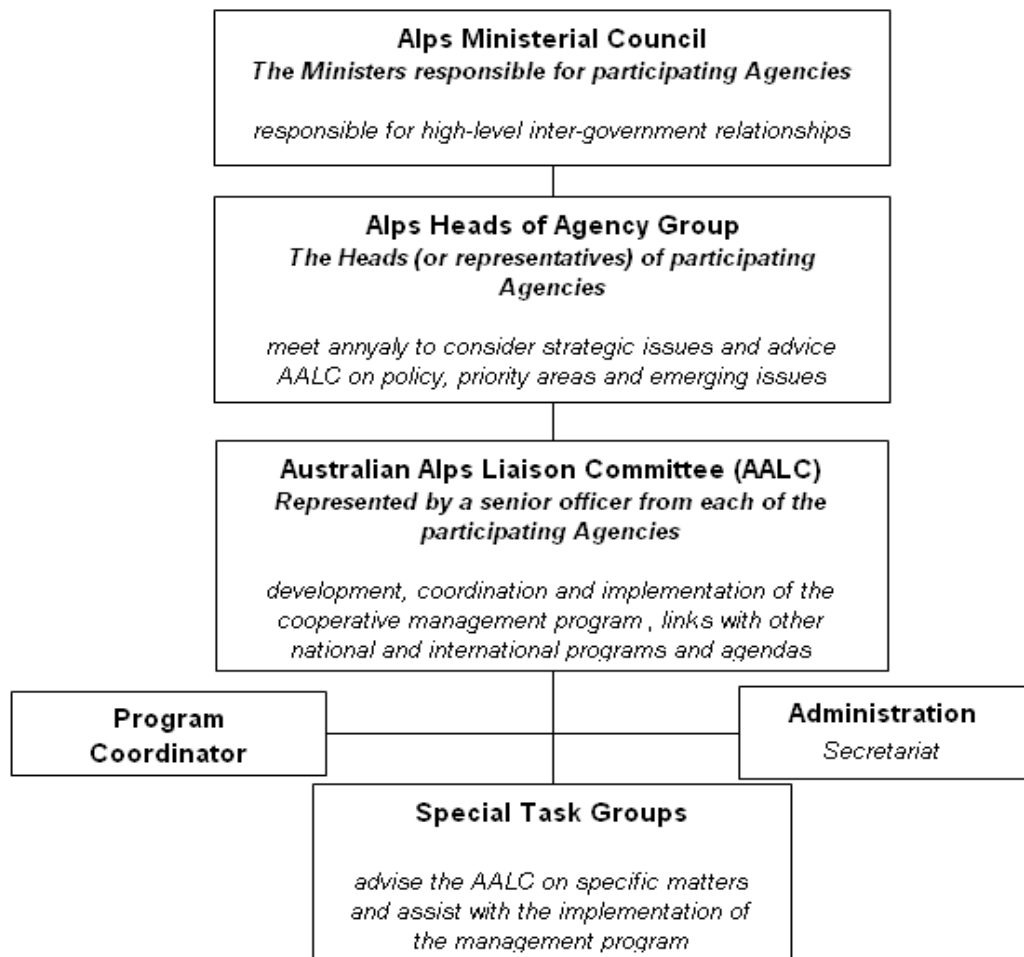 Alps Ministerial Council
The Ministers responsible for participating Agencies
responsible for high-level inter-government relationships
Alps Heads of Agency Group
The Heads (or representatives) of participating
Agencies
meet annyaly to consider strategic issues and advice
AALC on policy, priority areas and emerging issues
Australian Alps Liaison Committee (AALC)
Represented by a senior officer from each of the
participating Agencies
development, coordination and implementation of the
cooperative management program , links with other
national and international programs and agendas
Program
Coordinator
Administration
Secretariat
Special Task Groups
advise the AALC on specific matters
and assist with the implementation of
the management program